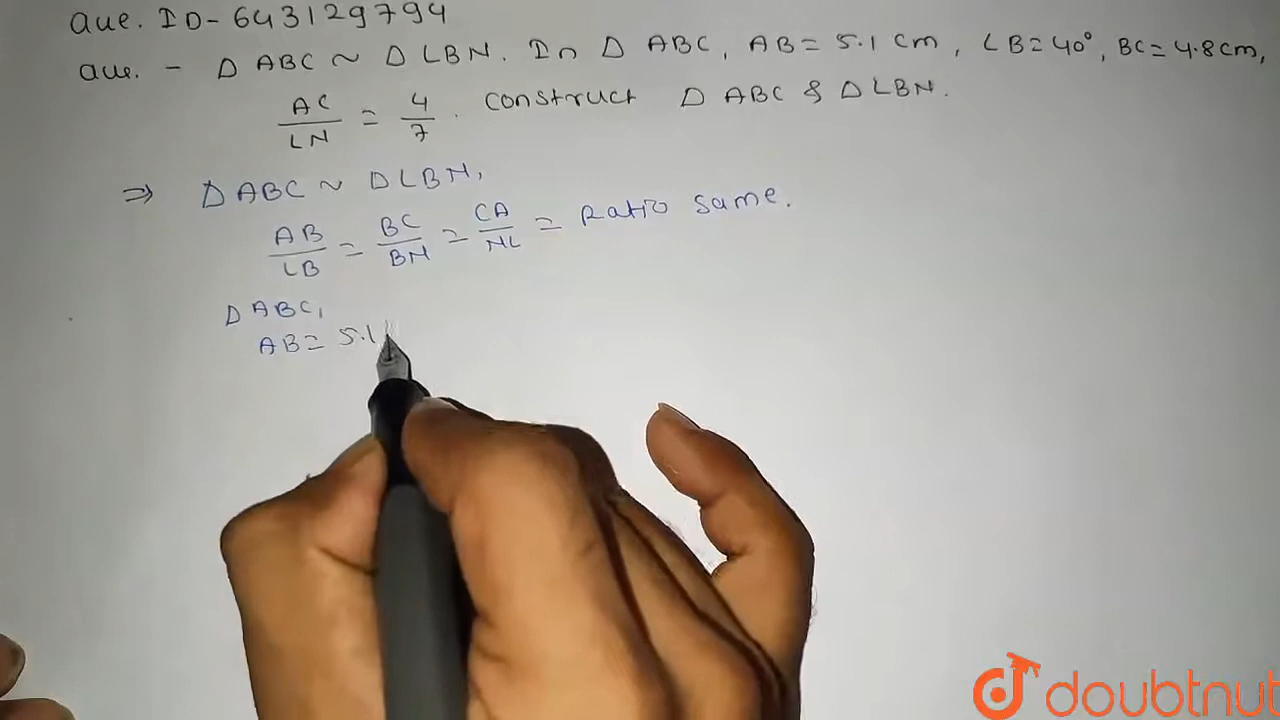 Que. ID- 643129794
Que. - Δ ABC ~ Δ LBN. In Δ ABC, AB = 5.1 cm, ∠B = 40°, BC = 4.8 cm,
AC/LN = 4/7. construct Δ ABC & Δ LBN.
⇒ Δ ABC ~ Δ LBN,
AB/LB = BC/BN = CA/NL = Ratio same.
Δ ABC,
AB = 5.1
doubtnut